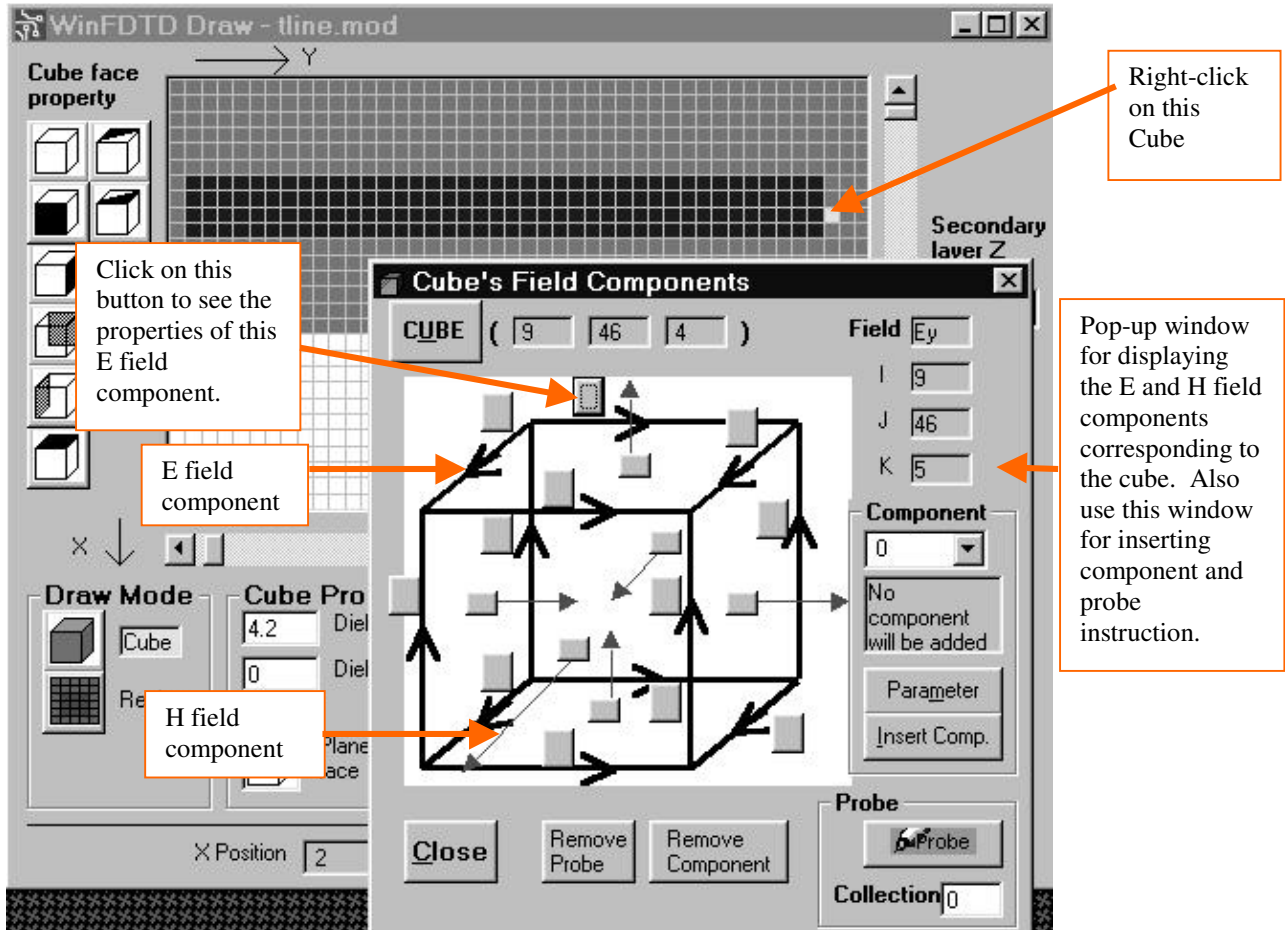 WinFDTD Draw - tline.mod
Y
Cube face
property
Right-click
on this
Cube
Secondary
layer Z
Click on this
button to see the
properties of this
E field
component.
Cube's Field Components
CUBE ( 9 46 4 )
Field Ey
I 9
J 46
K 5
Pop-up window
for displaying
the E and H field
components
corresponding to
the cube. Also
use this window
for inserting
component and
probe
instruction.
E field
component
X
Component
0
No
component
will be added
Parameter
Insert Comp.
Draw Mode
Cube
Cube Pro
4.2 Diel
0 Diel
H field
component
Plane
ace
Probe
Probe
Collection 0
Close
Remove
Probe
Remove
Component
X Position 2